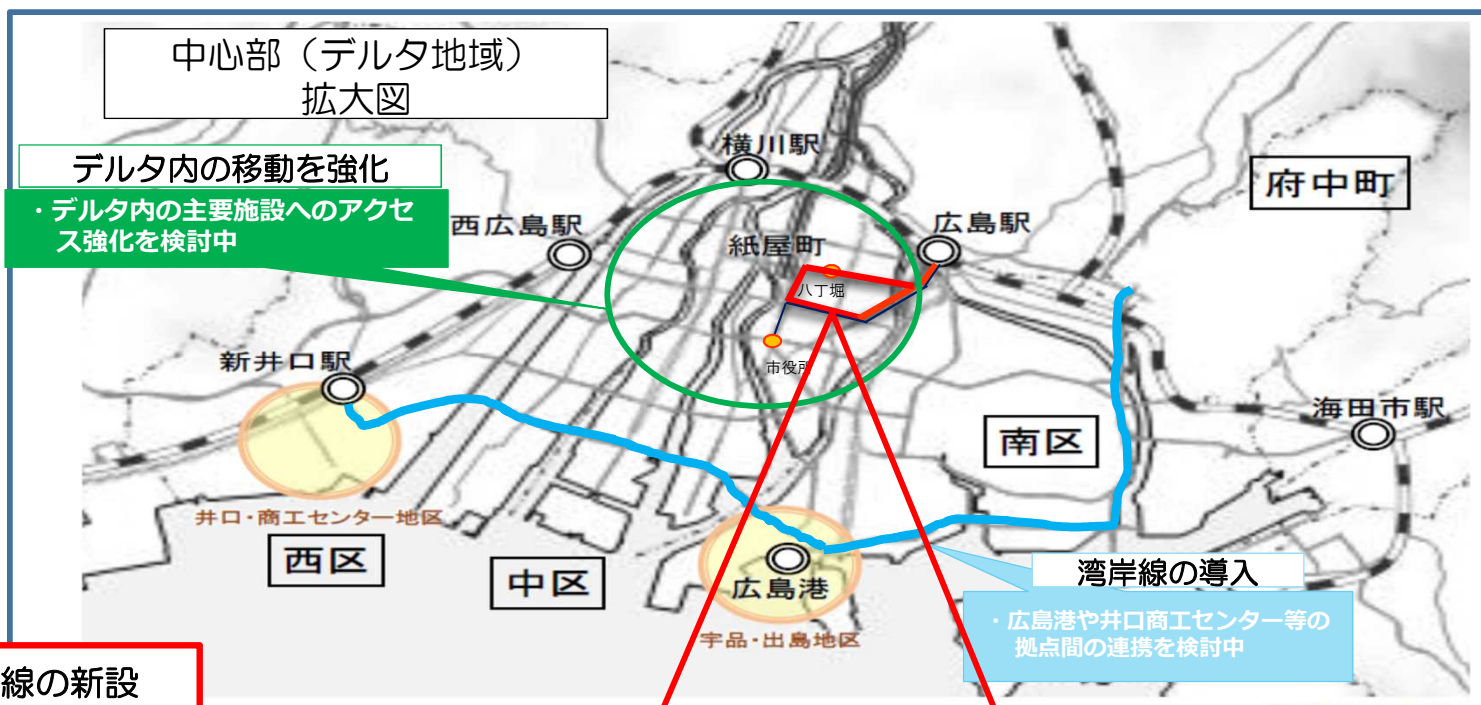 中心部（デルタ地域）
拡大図
横川駅
デルタ内の移動を強化
府中町
・デルタ内の主要施設へのアクセ
ス強化を検討中
西広島駅
広島駅
紙屋町
八丁堀
新井口駅
市役所
海田市駅
南区
井口・商工センター地区
西区
中区
広島港
湾岸線の導入
・広島港や井口商工センター等の
拠点間の連携を検討中
宇品・出島地区
線の新設